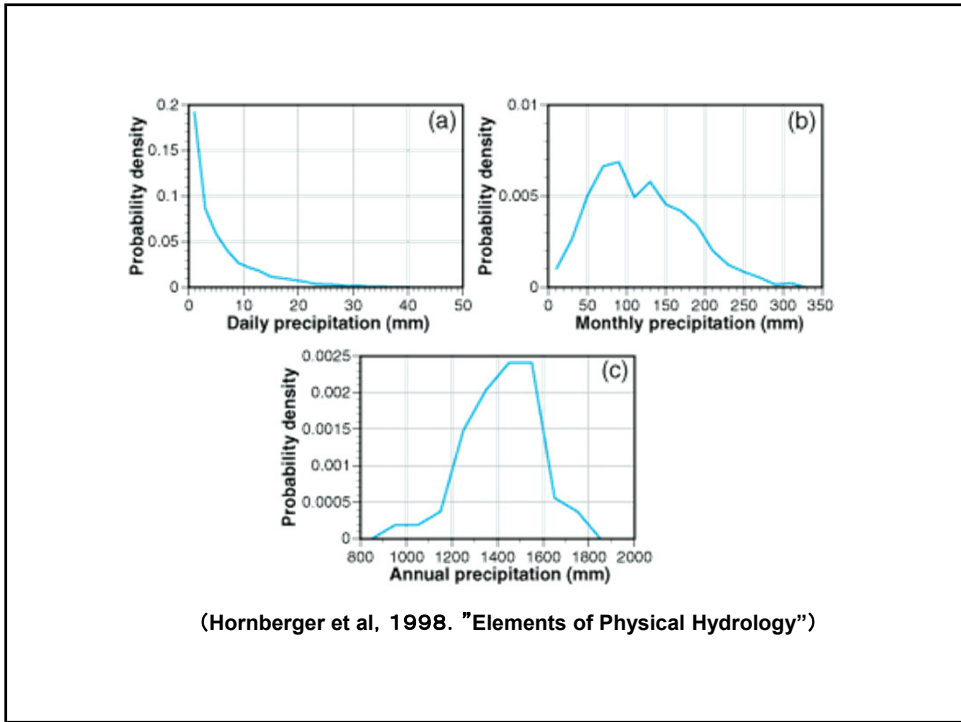 (a)
Probability density
0.2
0.15
0.1
0.05
0
0 10 20 30 40 50
Daily precipitation (mm)
(b)
Probability density
0.01
0.005
0
0 50 100 150 200 250 300 350
Monthly precipitation (mm)
(c)
Probability density
0.0025
0.002
0.0015
0.001
0.0005
0
800 1000 1200 1400 1600 1800 2000
Annual precipitation (mm)
（Hornberger et al, 1998. ”Elements of Physical Hydrology”）